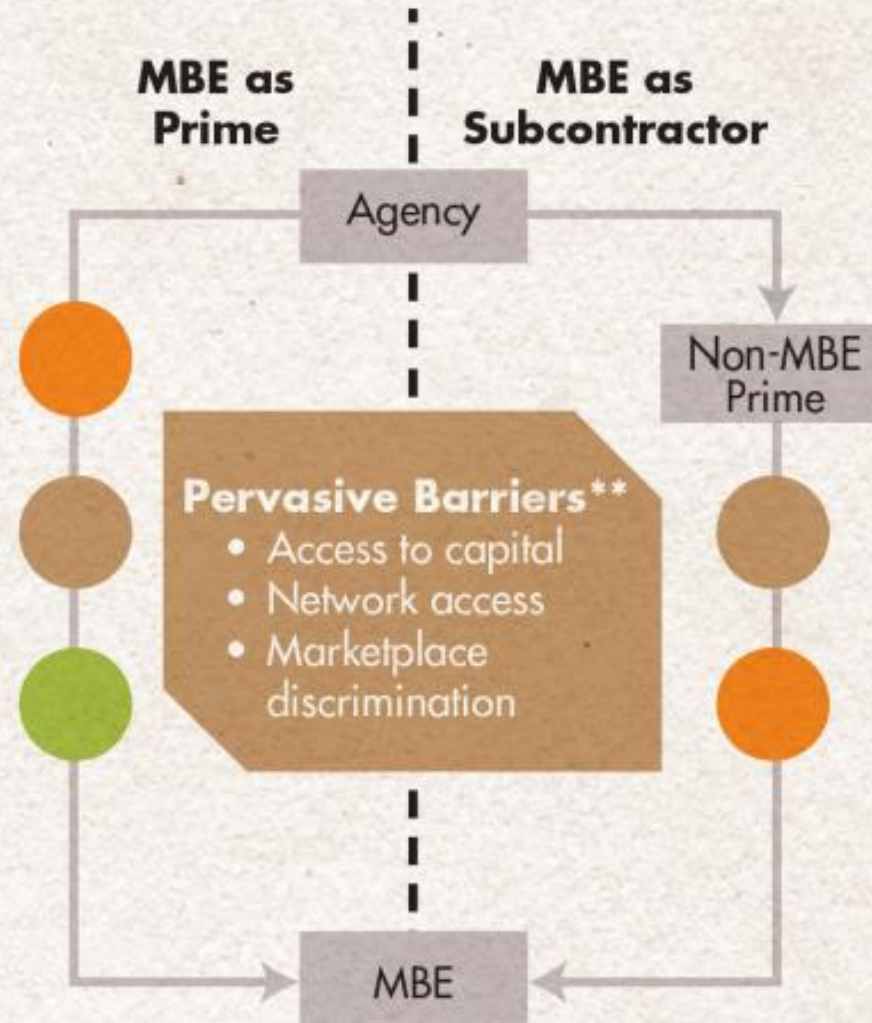 MBE as
Prime
MBE as
Subcontractor
Agency
Non-MBE
Prime
Pervasive Barriers**
• Access to capital
• Network access
• Marketplace
discrimination
MBE